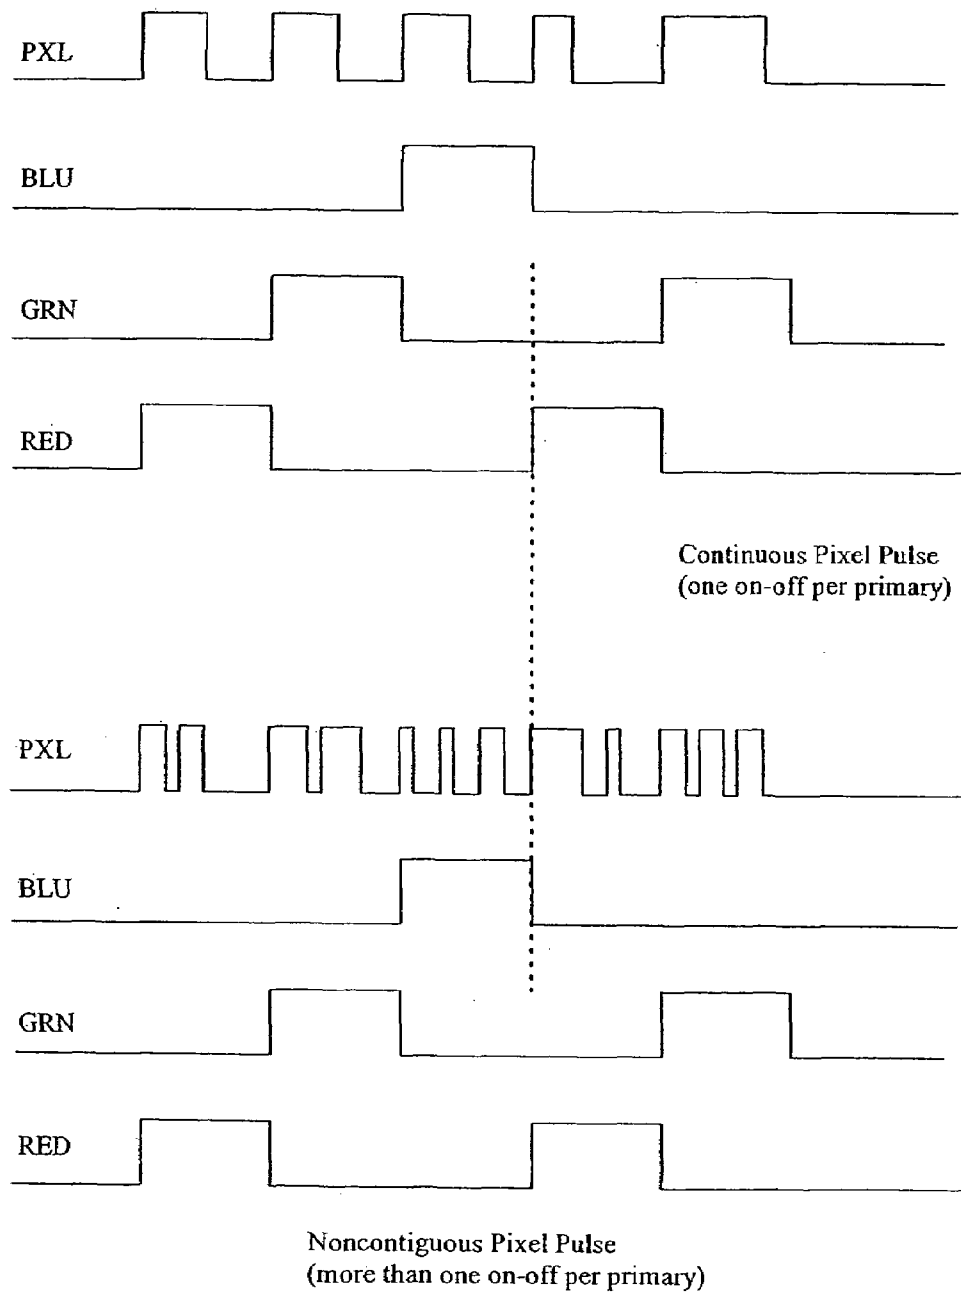 PXL
BLU
GRN
RED
Continuous Pixel Pulse
(one on-off per primary)
PXL
BLU
GRN
RED
Noncontiguous Pixel Pulse
(more than one on-off per primary)